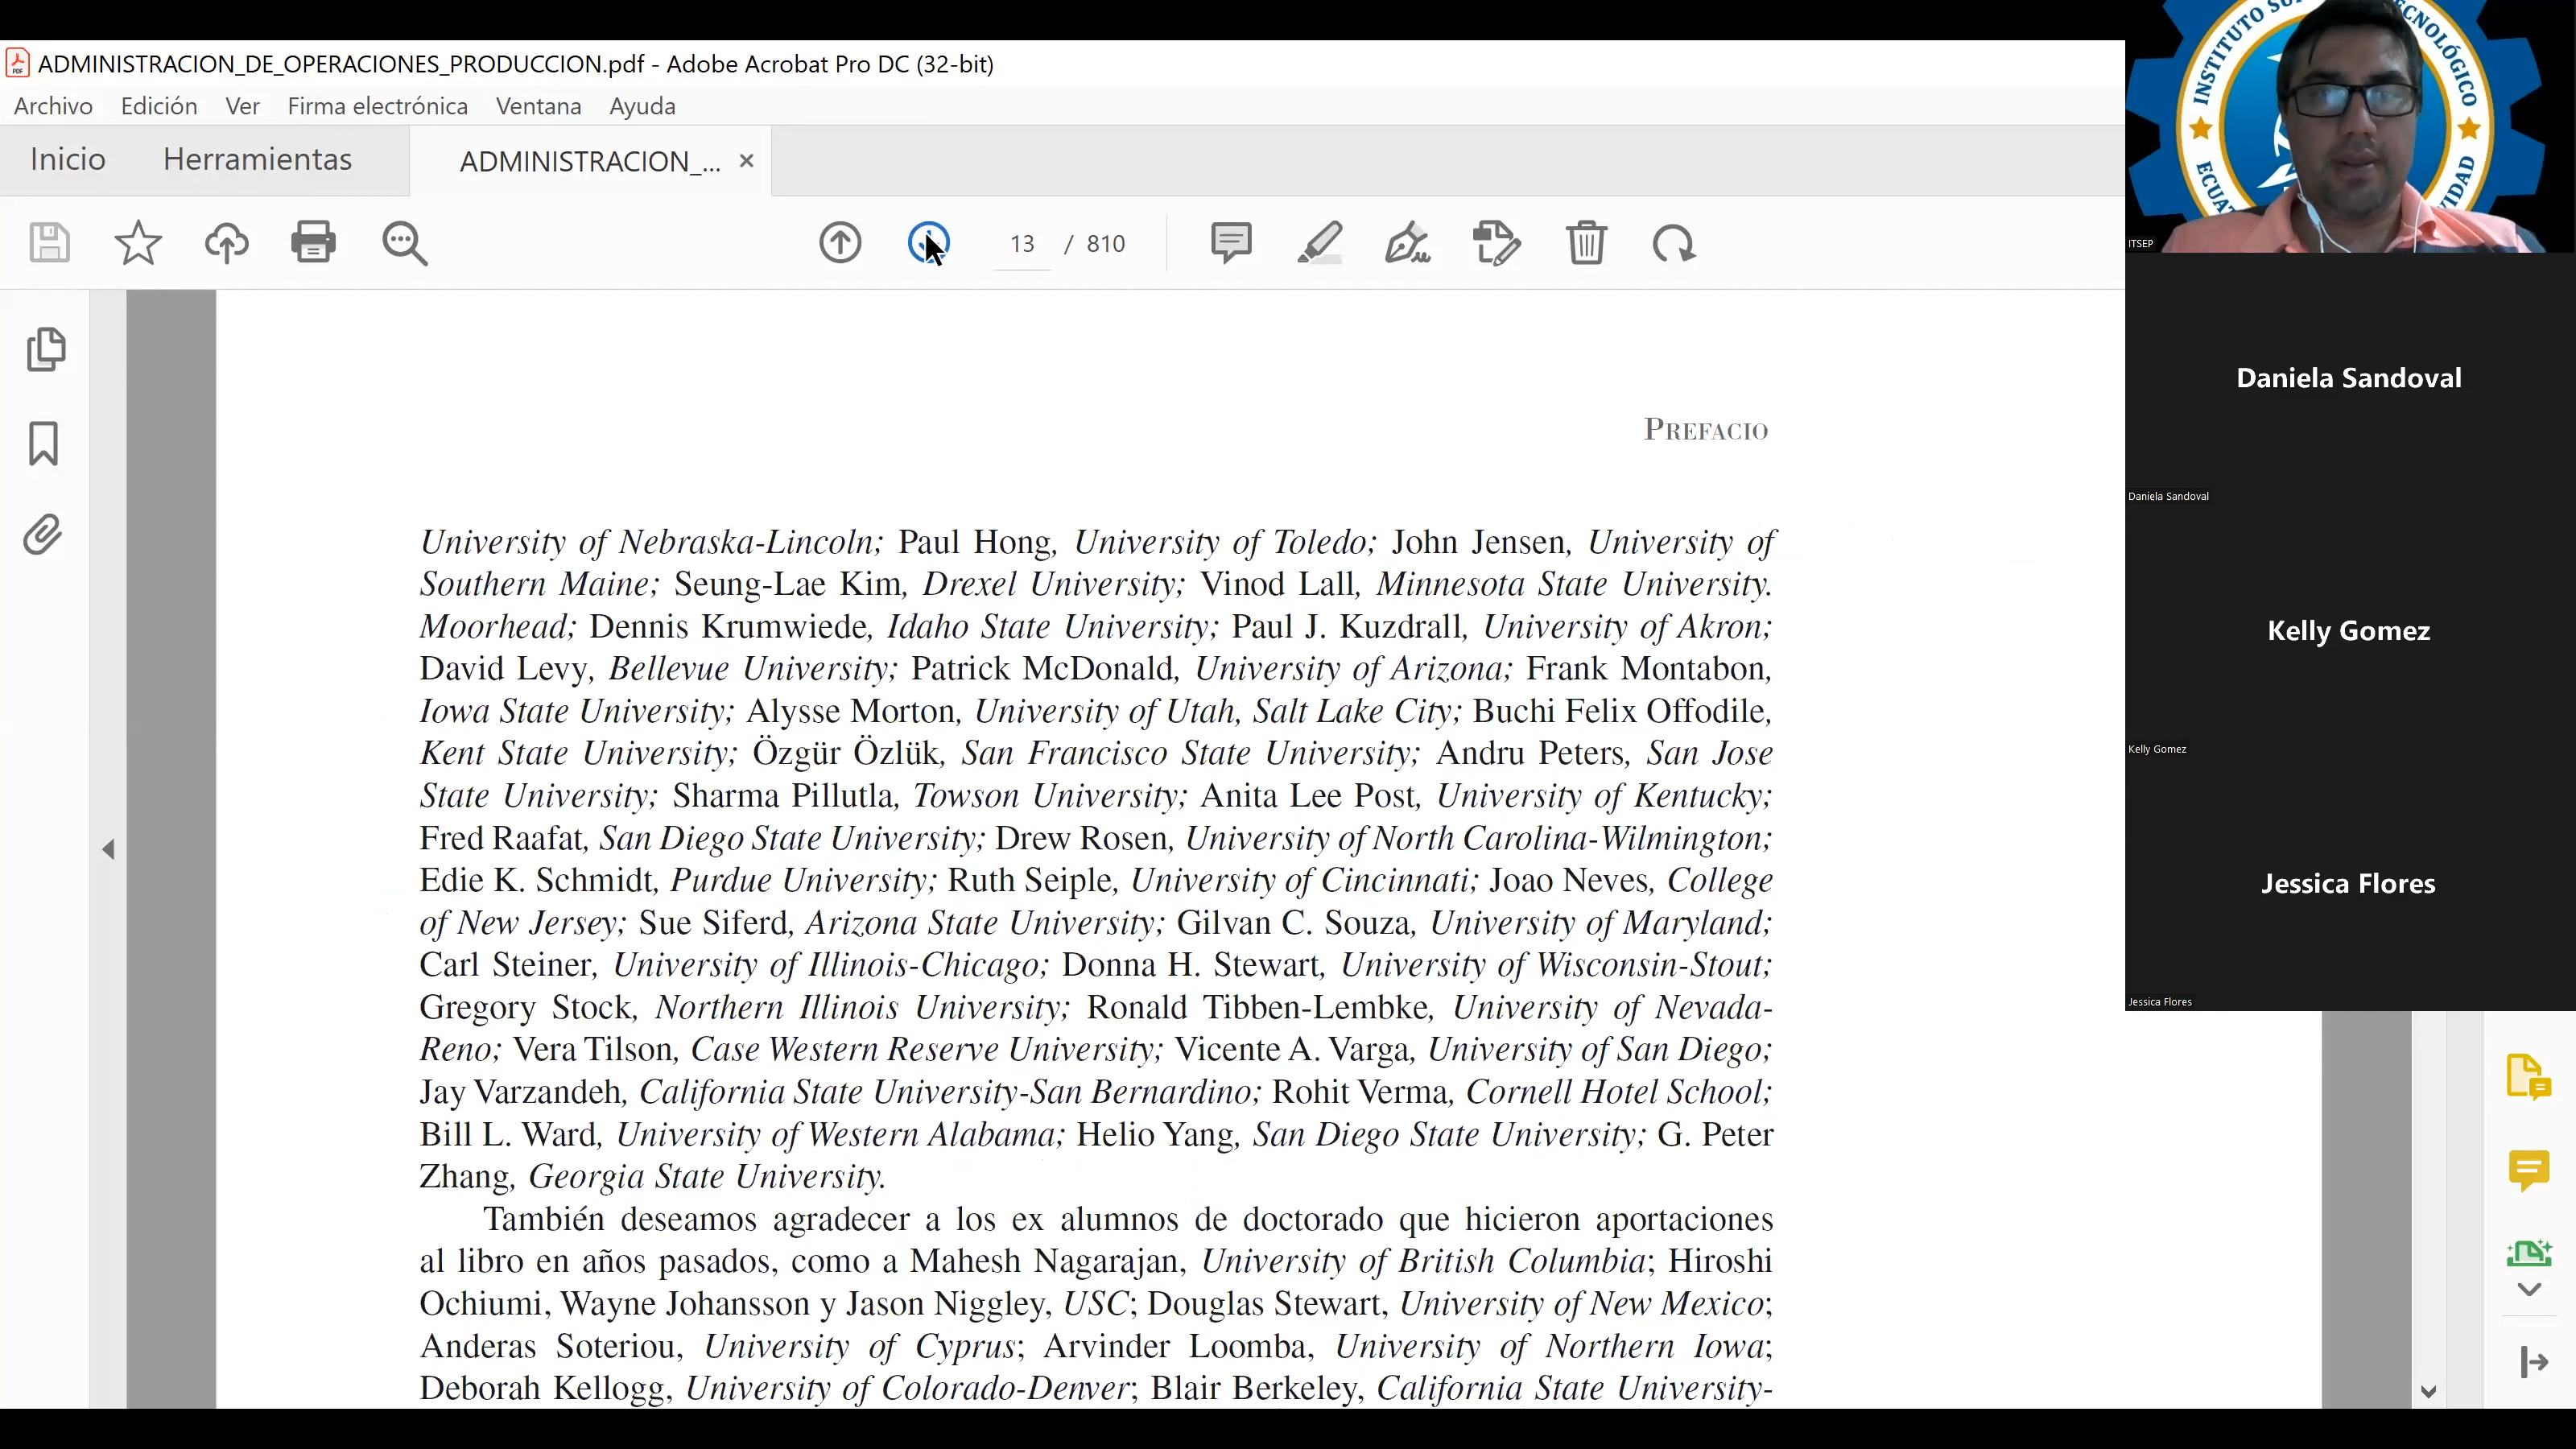 ADMINISTRACION_DE_OPERACIONES_PRODUCCION.pdf - Adobe Acrobat Pro DC (32-bit)
Archivo Edición Ver Firma electrónica Ventana Ayuda
Inicio Herramientas ADMINISTRACION_... ×
13 / 810
PREFACIO
University of Nebraska-Lincoln; Paul Hong, University of Toledo; John Jensen, University of
Southern Maine; Seung-Lae Kim, Drexel University; Vinod Lall, Minnesota State University.
Moorhead; Dennis Krumwiede, Idaho State University; Paul J. Kuzdrall, University of Akron;
David Levy, Bellevue University; Patrick McDonald, University of Arizona; Frank Montabon,
Iowa State University; Alysse Morton, University of Utah, Salt Lake City; Buchi Felix Offodile,
Kent State University; Özgür Özlük, San Francisco State University; Andru Peters, San Jose
State University; Sharma Pillutla, Towson University; Anita Lee Post, University of Kentucky;
Fred Raafat, San Diego State University; Drew Rosen, University of North Carolina-Wilmington;
Edie K. Schmidt, Purdue University; Ruth Seiple, University of Cincinnati; Joao Neves, College
of New Jersey; Sue Siferd, Arizona State University; Gilvan C. Souza, University of Maryland;
Carl Steiner, University of Illinois-Chicago; Donna H. Stewart, University of Wisconsin-Stout;
Gregory Stock, Northern Illinois University; Ronald Tibben-Lembke, University of Nevada-
Reno; Vera Tilson, Case Western Reserve University; Vicente A. Varga, University of San Diego;
Jay Varzandeh, California State University-San Bernardino; Rohit Verma, Cornell Hotel School;
Bill L. Ward, University of Western Alabama; Helio Yang, San Diego State University; G. Peter
Zhang, Georgia State University.
También deseamos agradecer a los ex alumnos de doctorado que hicieron aportaciones
al libro en años pasados, como a Mahesh Nagarajan, University of British Columbia; Hiroshi
Ochiumi, Wayne Johansson y Jason Niggley, USC; Douglas Stewart, University of New Mexico;
Anderas Soteriou, University of Cyprus; Arvinder Loomba, University of Northern Iowa;
Deborah Kellogg, University of Colorado-Denver; Blair Berkeley, California State University-
INSTITUTO
ITSEP
Daniela Sandoval
Daniela Sandoval
Kelly Gomez
Kelly Gomez
Jessica Flores
Jessica Flores